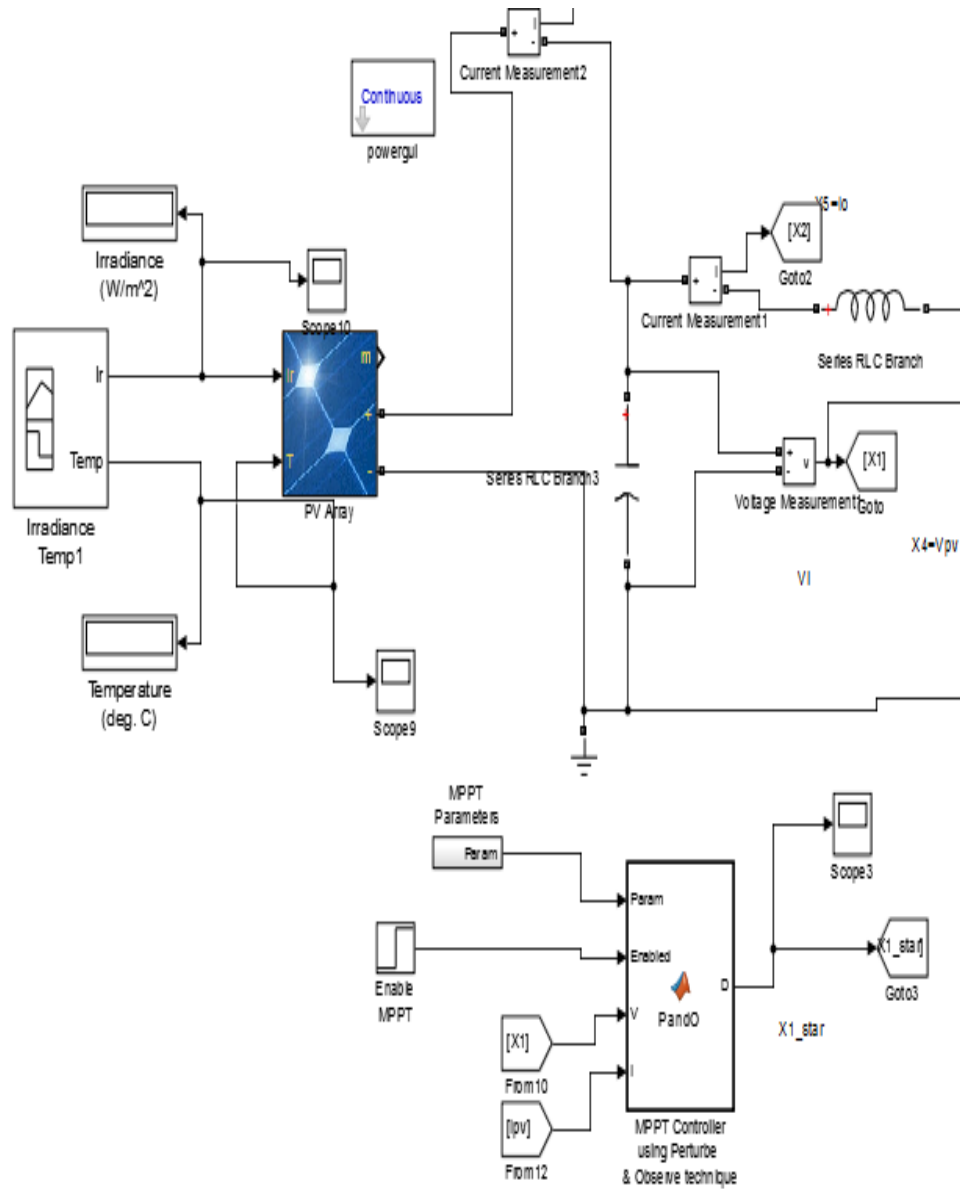 i
+
-
Current Measurement2
Continuous
powergui
X5=Io
Irradiance
(W/m^2)
[X2]
Goto2
i
+
-
Scope10
Current Measurement1
Series RLC Branch
Ir
Ir
m
+
Temp
T
-
PV Array
+
+
-
v
[X1]
Series RLC Branch3
Voltage Measurement1
Goto
Irradiance
Temp1
X4=Vpv
VI
Temperature
(deg. C)
Scope9
MPPT
Parameters
Param
Scope3
Param
Enabled
X1_star]
Enable
MPPT
D
PandO
Goto3
V
[X1]
X1_star
From10
I
[Ipv]
From12
MPPT Controller
using Perturbe
& Observe technique